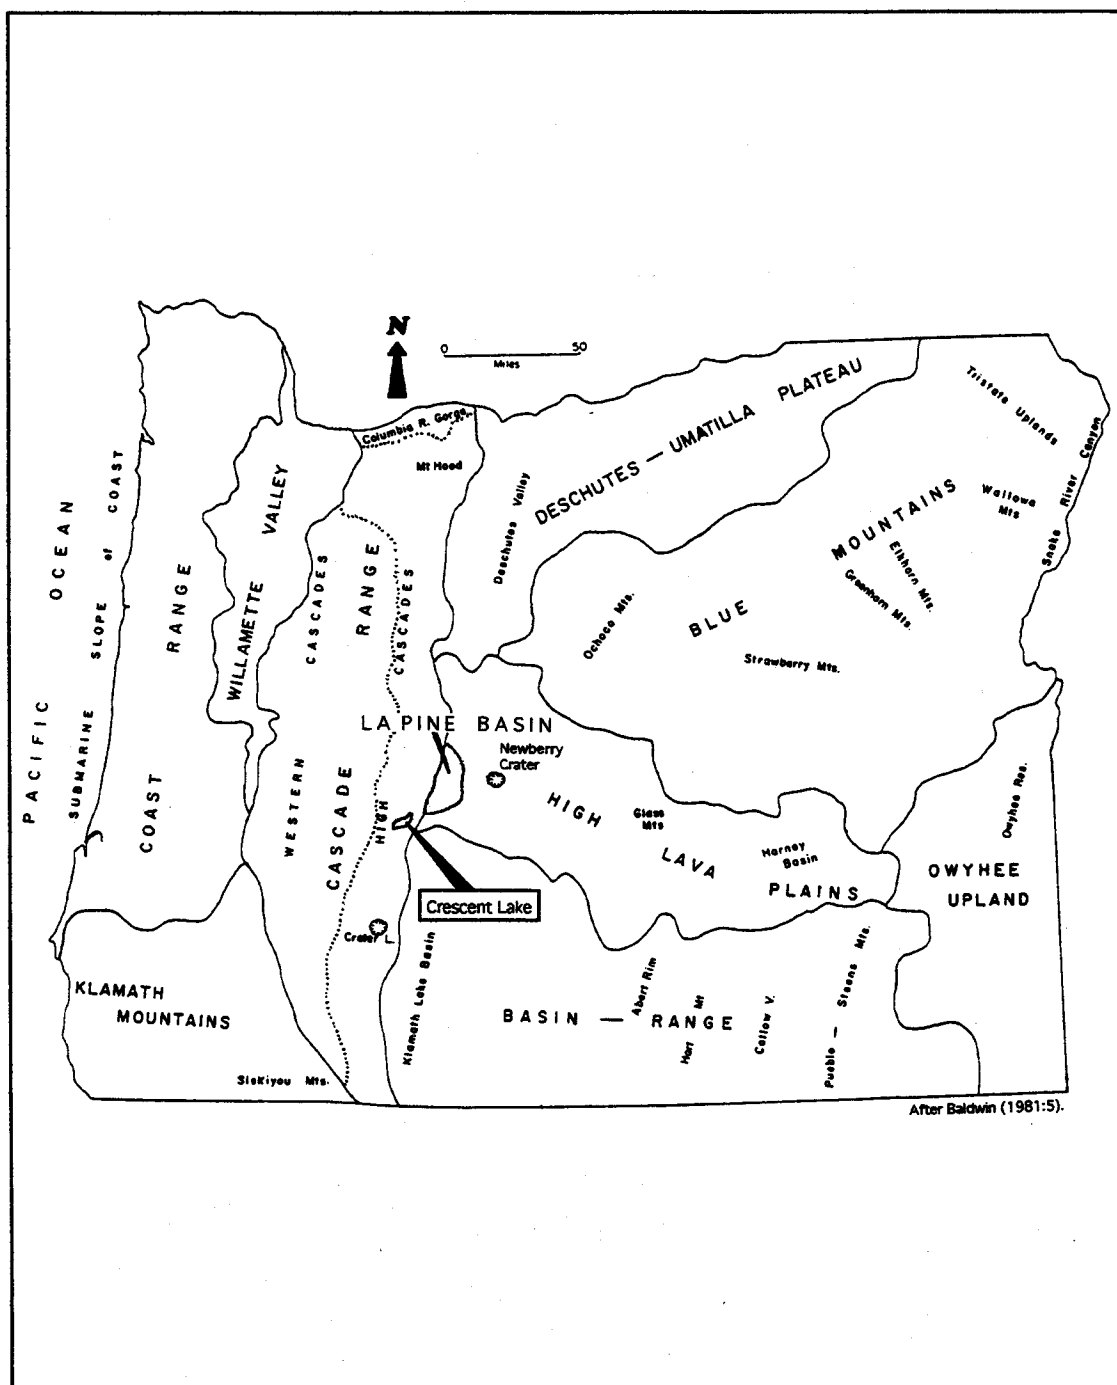 N
0 50
Miles
Columbia R. Gorge
Mt Hood
DESCHUTES — UMATILLA PLATEAU
Deschutes Valley
Tristate Uplands
Snake River Canyon
Wallowa
Mts
BLUE MOUNTAINS
Elkhorn Mts.
Greenhorn Mts.
Strawberry Mts.
Ochoco Mts.
PACIFIC OCEAN
SUBMARINE SLOPE of COAST
COAST RANGE
WILLAMETTE VALLEY
WESTERN CASCADES
CASCADE RANGE
HIGH CASCADES
LA PINE BASIN
Newberry
Crater
HIGH LAVA PLAINS
Glass
Mts
Harney
Basin
Owyhee Res.
OWYHEE
UPLAND
Crescent Lake
Crater L.
Klamath Lake Basin
KLAMATH
MOUNTAINS
Siskiyou Mts.
BASIN — RANGE
Abert Rim
Hart Mt
Catlow V.
Pueblo — Steens Mts.
After Baldwin (1981:5).